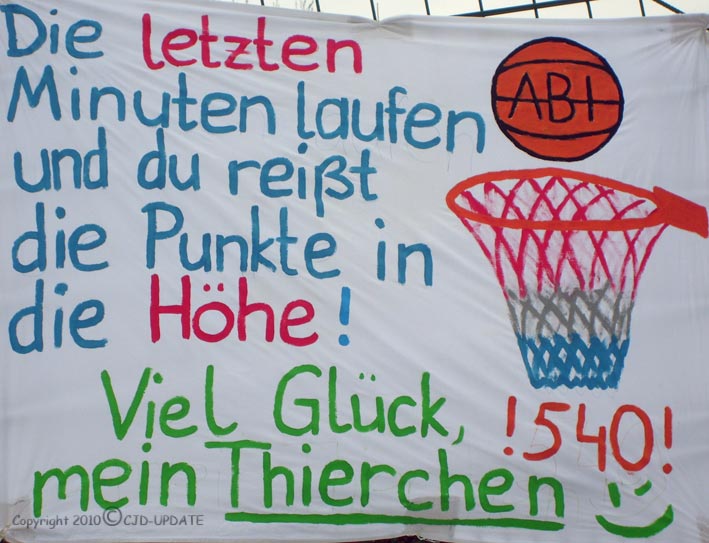 Die letzten
Minuten laufen
und du reißt
die Punkte in
die Höhe!
ABI
Viel Glück,
mein Thierchen
!540!
Copyright 2010©CJD-UPDATE